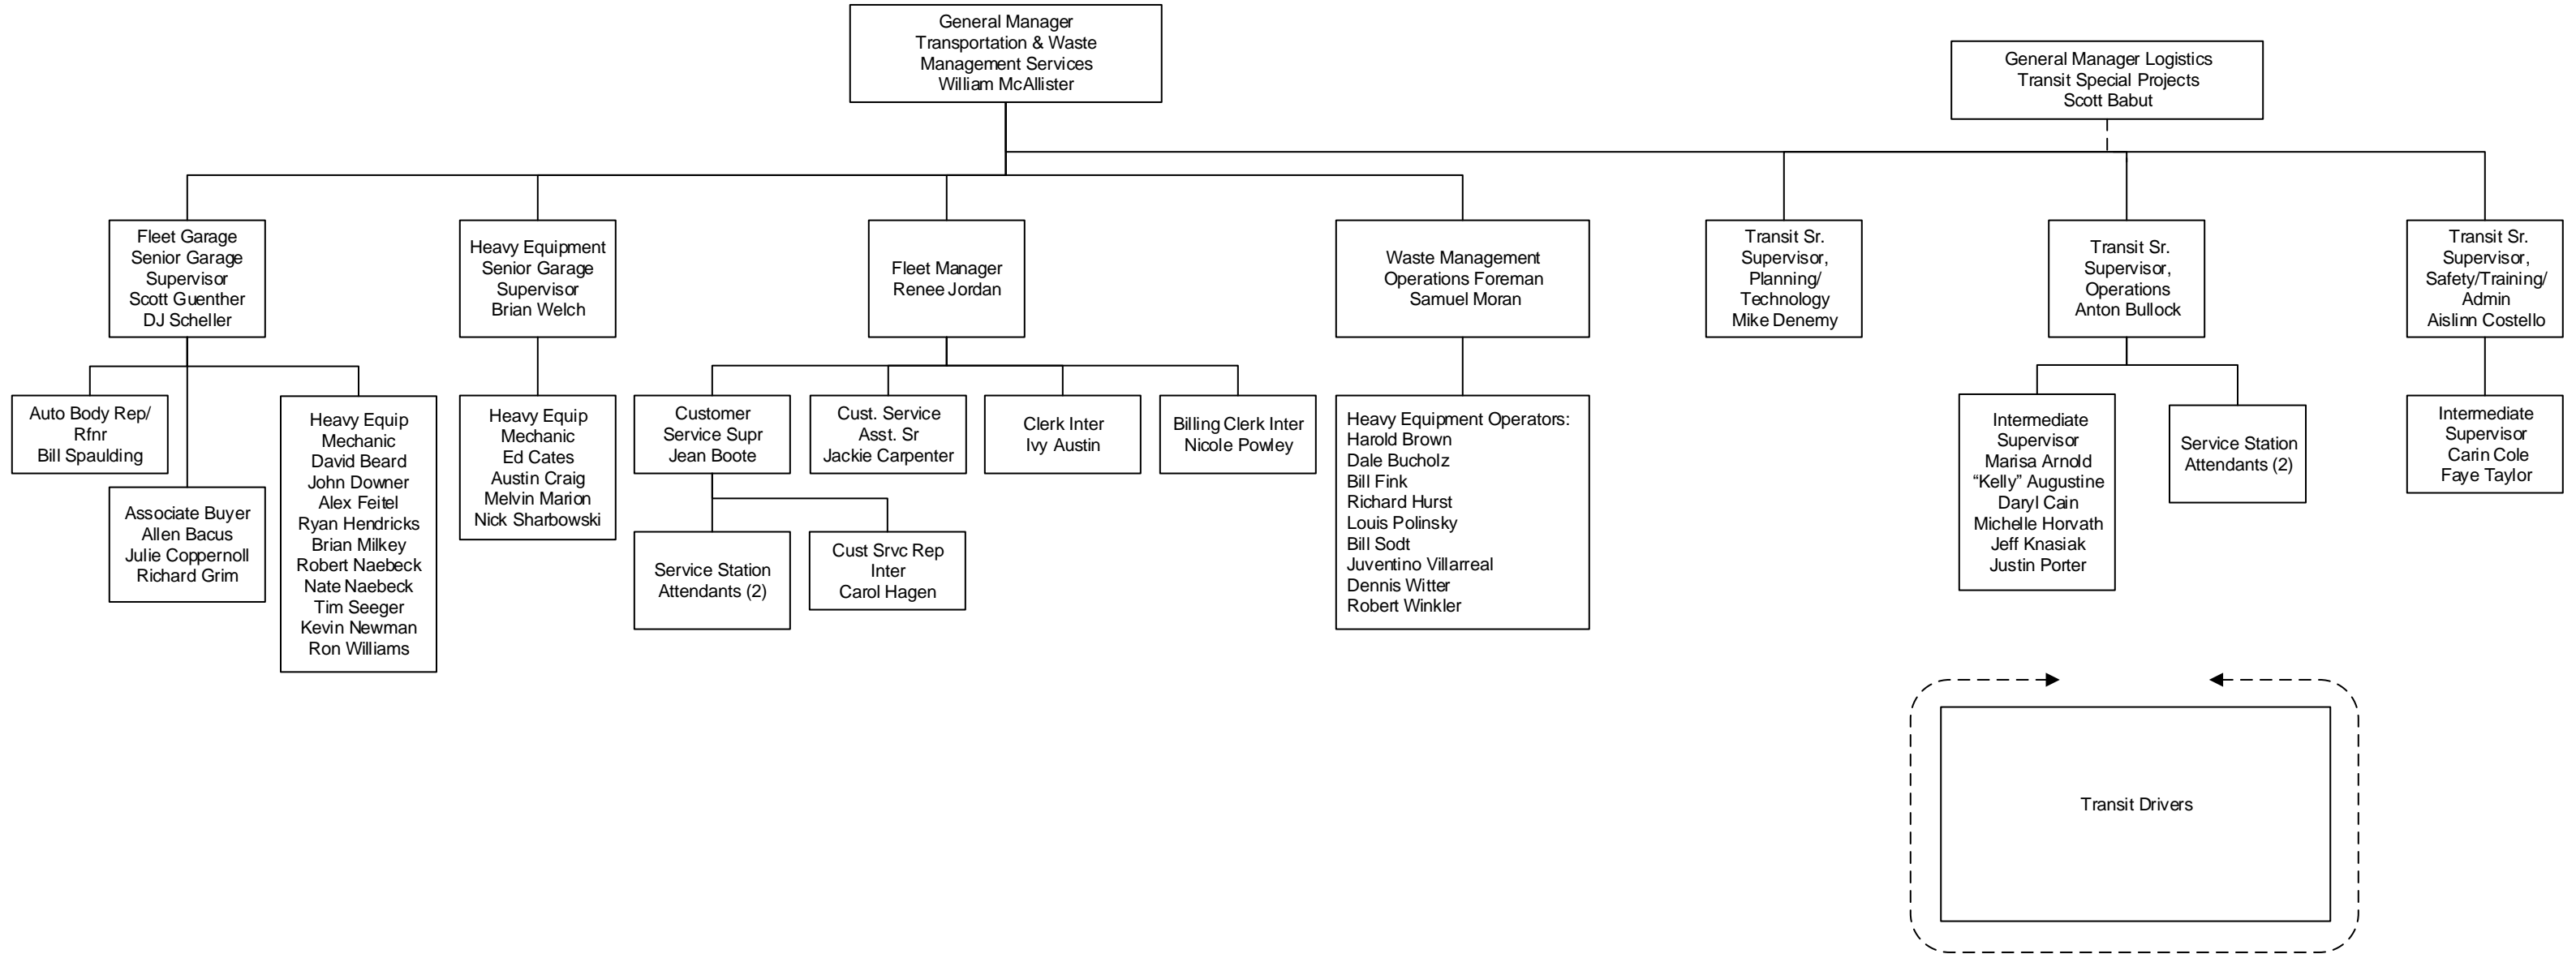 General Manager
Transportation & Waste
Management Services
William McAllister
General Manager Logistics
Transit Special Projects
Scott Babut
Fleet Garage
Senior Garage
Supervisor
Scott Guenther
DJ Scheller
Heavy Equipment
Senior Garage
Supervisor
Brian Welch
Fleet Manager
Renee Jordan
Waste Management
Operations Foreman
Samuel Moran
Transit Sr.
Supervisor,
Planning/
Technology
Mike Denemy
Transit Sr.
Supervisor,
Operations
Anton Bullock
Transit Sr.
Supervisor,
Safety/Training/
Admin
Aislinn Costello
Auto Body Rep/
Rfnr
Bill Spaulding
Associate Buyer
Allen Bacus
Julie Coppernoll
Richard Grim
Heavy Equip
Mechanic
David Beard
John Downer
Alex Feitel
Ryan Hendricks
Brian Milkey
Robert Naebeck
Nate Naebeck
Tim Seeger
Kevin Newman
Ron Williams
Heavy Equip
Mechanic
Ed Cates
Austin Craig
Melvin Marion
Nick Sharbowski
Customer
Service Supr
Jean Boote
Cust. Service
Asst. Sr
Jackie Carpenter
Clerk Inter
Ivy Austin
Billing Clerk Inter
Nicole Powley
Service Station
Attendants (2)
Cust Srvc Rep
Inter
Carol Hagen
Heavy Equipment Operators:
Harold Brown
Dale Bucholz
Bill Fink
Richard Hurst
Louis Polinsky
Bill Sodt
Juventino Villarreal
Dennis Witter
Robert Winkler
Intermediate
Supervisor
Marisa Arnold
“Kelly” Augustine
Daryl Cain
Michelle Horvath
Jeff Knasiak
Justin Porter
Service Station
Attendants (2)
Intermediate
Supervisor
Carin Cole
Faye Taylor
Transit Drivers